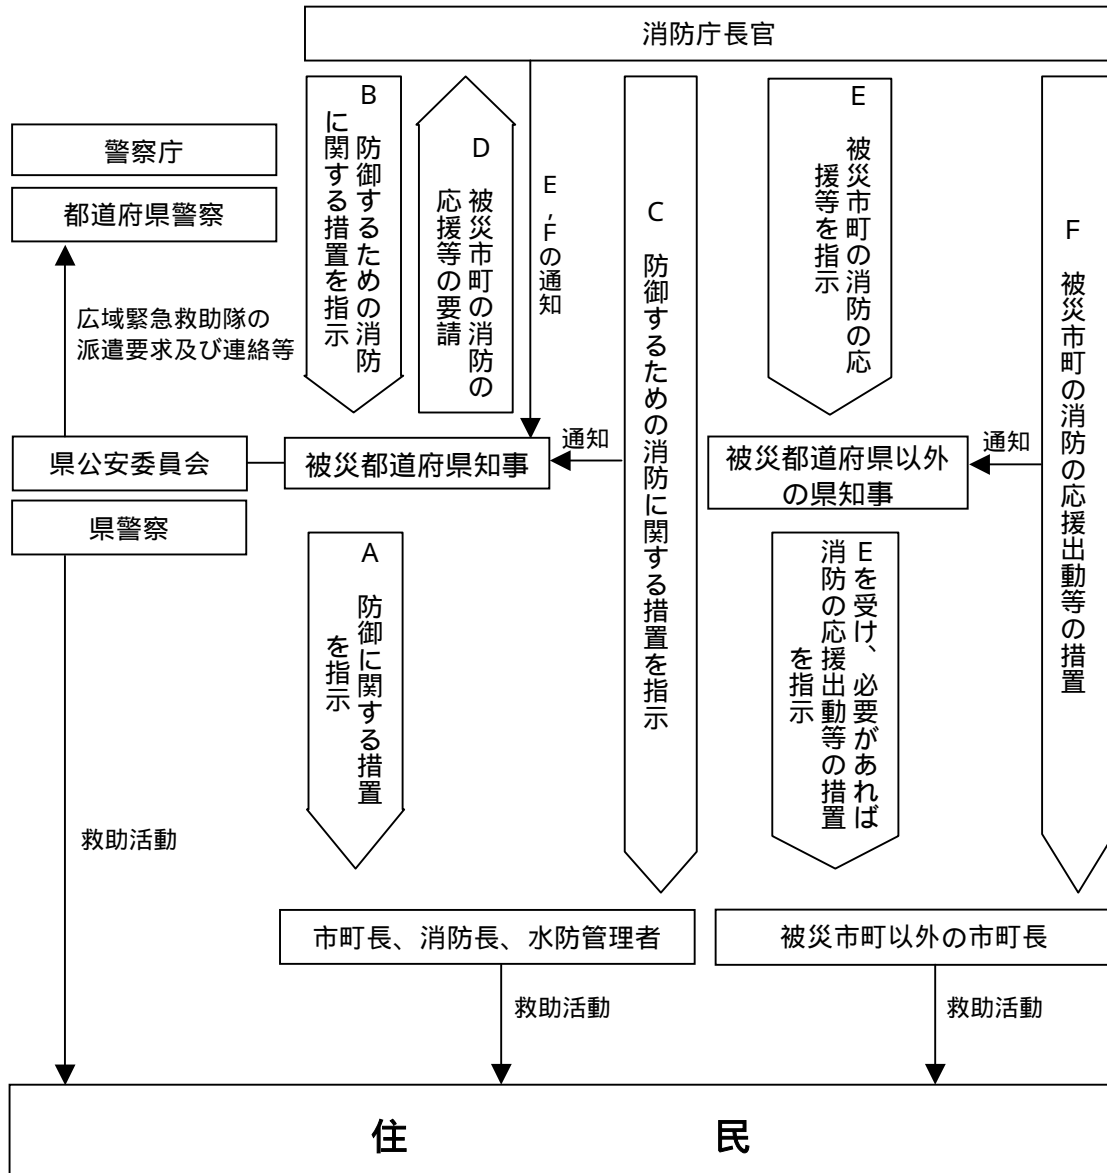 消防庁長官
警察庁
都道府県警察
広域緊急救助隊の
派遣要求及び連絡等
B　防御するための消防
に関する措置を指示
D　被災市町の消防の
応援等の要請
E,Fの通知
C　防御するための消防に関する措置を指示
E　被災市町の消防の応
援等を指示
F　被災市町の消防の応援出動等の措置
県公安委員会
被災都道府県知事
通知
被災都道府県以外
の県知事
通知
県警察
A　防御に関する措置
を指示
Eを受け、必要があれば
消防の応援出動等の措置
を指示
救助活動
市町長、消防長、水防管理者
被災市町以外の市町長
救助活動
救助活動
住　民